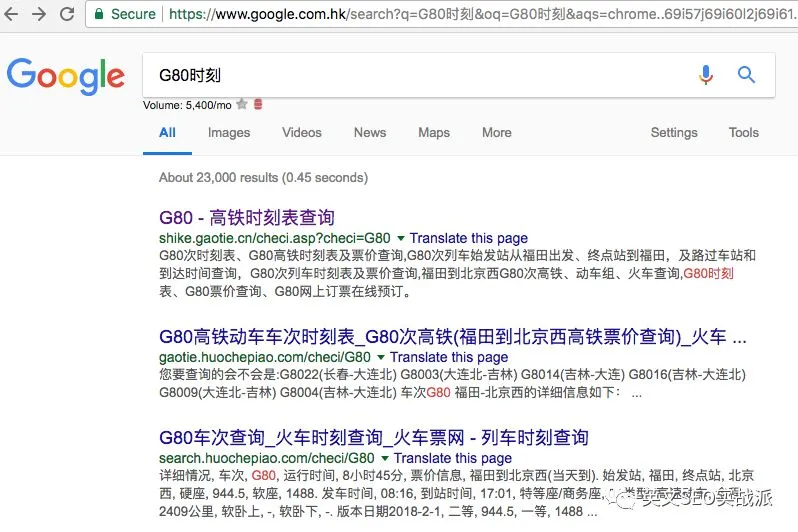 Secure https://www.google.com.hk/search?q=G80时刻&oq=G80时刻&aqs=chrome..69i57j69i60l2j69i61.
Google
G80时刻
Volume: 5,400/mo
All Images Videos News Maps More Settings Tools
About 23,000 results (0.45 seconds)
G80 - 高铁时刻表查询
shike.gaotie.cn/checi.asp?checi=G80 Translate this page
G80次时刻表、G80高铁时刻表及票价查询,G80次列车始发站从福田出发、终点站到福田，及路过车站和
到达时间查询，G80次列车时刻表及票价查询,福田到北京西G80次高铁、动车组、火车查询,G80时刻
表、G80票价查询、G80网上订票在线预订。
G80高铁动车车次时刻表_G80次高铁(福田到北京西高铁票价查询)_火车 ...
gaotie.huochepiao.com/checi/G80 Translate this page
您要查询的会不会是:G8022(长春-大连北) G8003(大连北-吉林) G8014(吉林-大连) G8016(吉林-大连北)
G8009(大连北-吉林) G8004(吉林-大连北) 车次G80 福田-北京西的详细信息如下： ...
G80车次查询_火车时刻查询_火车票网 - 列车时刻查询
search.huochepiao.com/checi/G80 Translate this page
详细情况, 车次, G80, 运行时间, 8小时45分, 票价信息, 福田到北京西(当天到). 始发站, 福田, 终点站, 北京
西, 硬座, 944.5, 软座, 1488. 发车时间, 08:16, 到站时间, 17:01, 特等座/商务座,
2409公里, 软卧上, -, 软卧下, -. 版本日期2018-2-1, 二等, 944.5, 一等, 1488 ...
英文SEO实战派